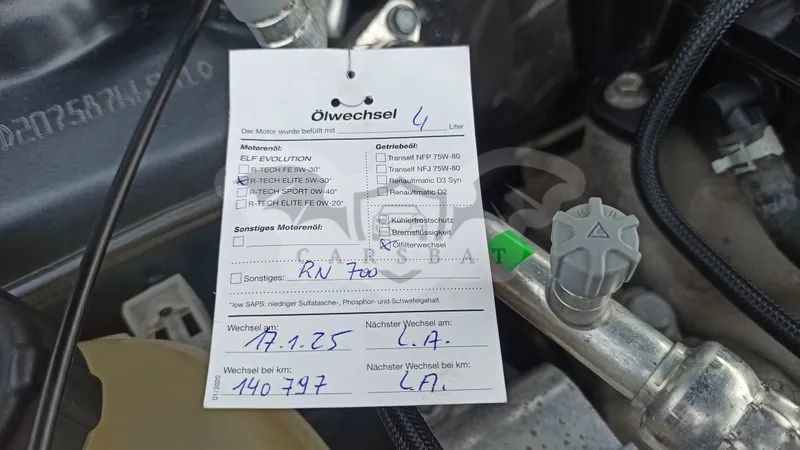 Ölwechsel
Der Motor wurde befüllt mit 4 Liter
Motorenöl:
ELF EVOLUTION
R-TECH FE 5W-30*
R-TECH ELITE 5W-30*
R-TECH SPORT 0W-40*
R-TECH ELITE FE 0W-20*
Sonstiges Motorenöl:
Getriebeöl:
Tranself NFP 75W-80
Tranself NFJ 75W-80
Renaultmatic D3 Syn
Renaultmatic D2
Kühlerfrostschutz
Bremsflüssigkeit
Ölfilterwechsel
Sonstiges: RN 700
*low SAPS: niedriger Sulfatasche-, Phosphor- und Schwefelgehalt
Wechsel am: 17.1.25
Nächster Wechsel am: L.A.
Wechsel bei km: 140 797
Nächster Wechsel bei km: L.A.
01/2020
CARSBAT